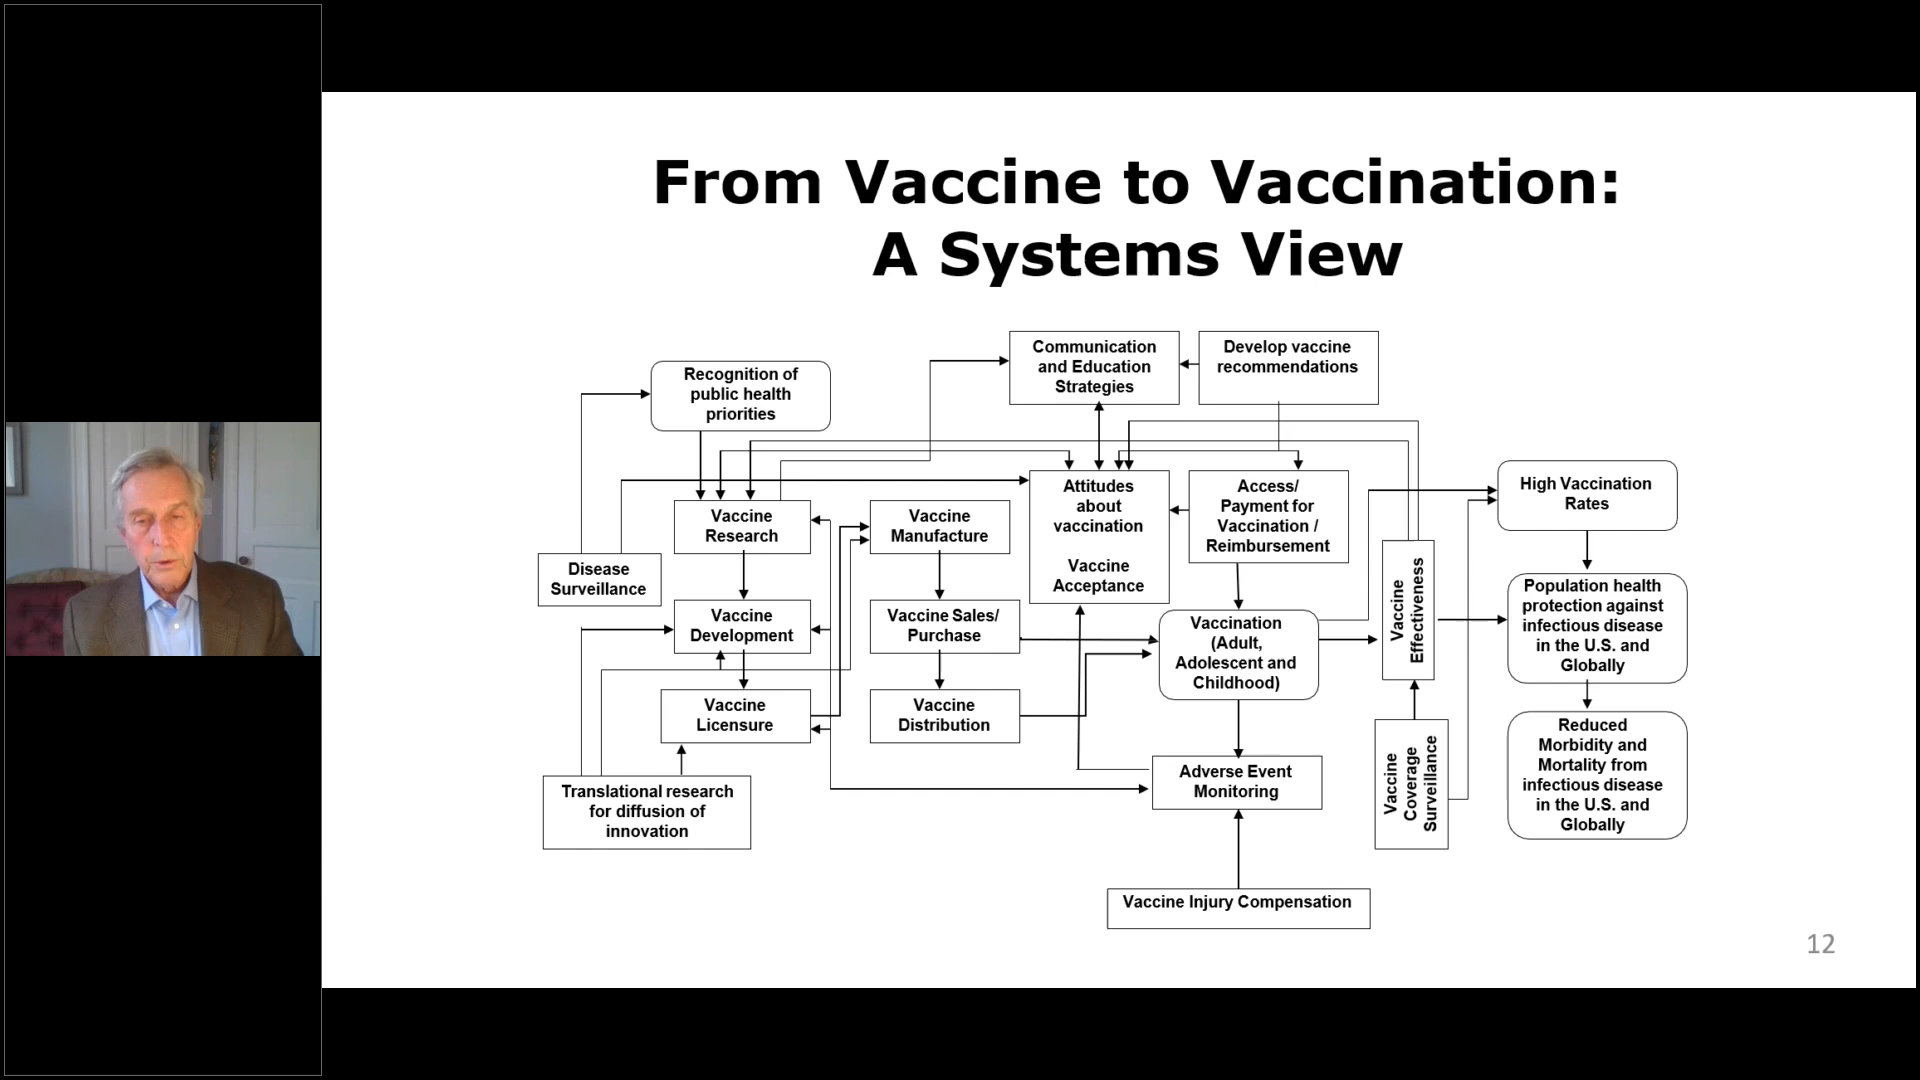 From Vaccine to Vaccination:
A Systems View
Communication
and Education
Strategies
Develop vaccine
recommendations
Recognition of
public health
priorities
Attitudes
about
vaccination
Vaccine
Acceptance
Access/
Payment for
Vaccination /
Reimbursement
High Vaccination
Rates
Vaccine
Research
Vaccine
Manufacture
Disease
Surveillance
Vaccine
Effectiveness
Population health
protection against
infectious disease
in the U.S. and
Globally
Vaccine
Development
Vaccine Sales/
Purchase
Vaccination
(Adult,
Adolescent and
Childhood)
Vaccine
Licensure
Vaccine
Distribution
Vaccine
Coverage
Surveillance
Reduced
Morbidity and
Mortality from
infectious disease
in the U.S. and
Globally
Adverse Event
Monitoring
Translational research
for diffusion of
innovation
Vaccine Injury Compensation
12